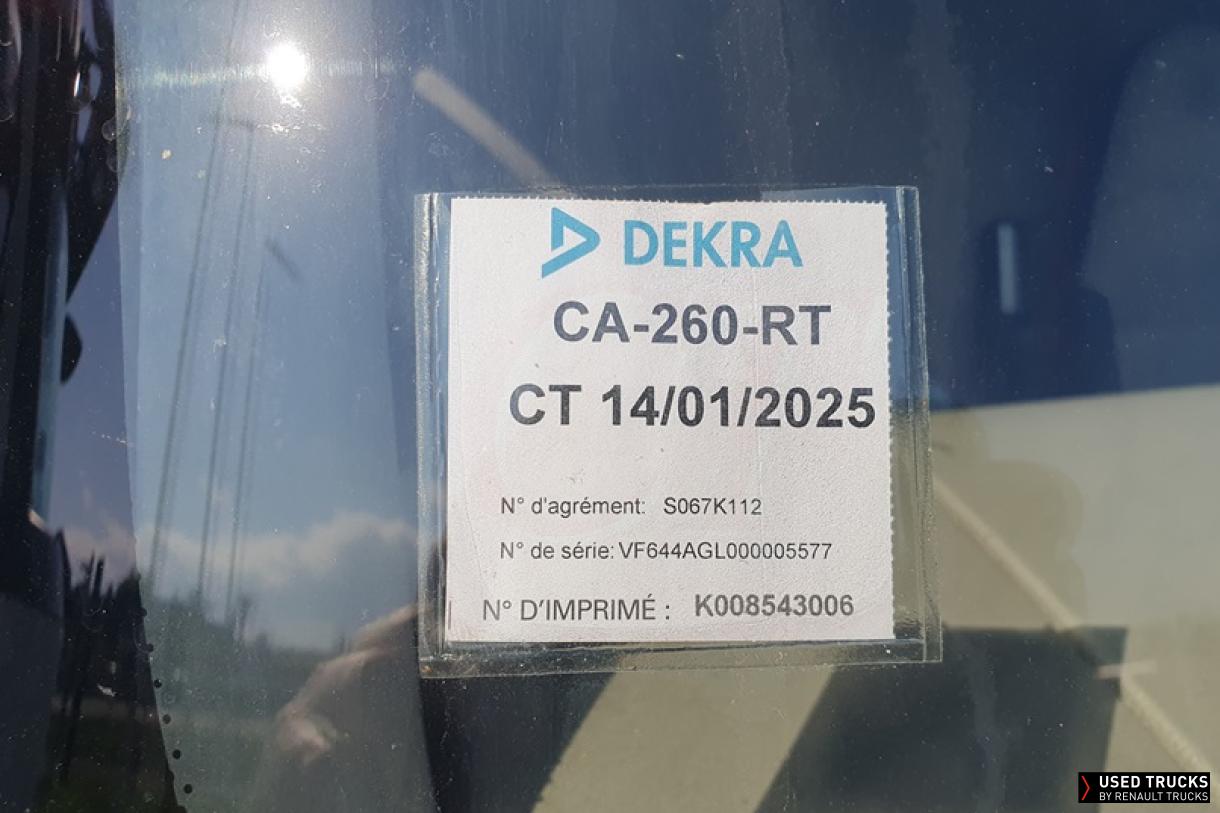 DEKRA
CA-260-RT
CT 14/01/2025
N° d'agrément: S067K112
N° de série: VF644AGL000005577
N° D'IMPRIMÉ : K008543006
USED TRUCKS
BY RENAULT TRUCKS